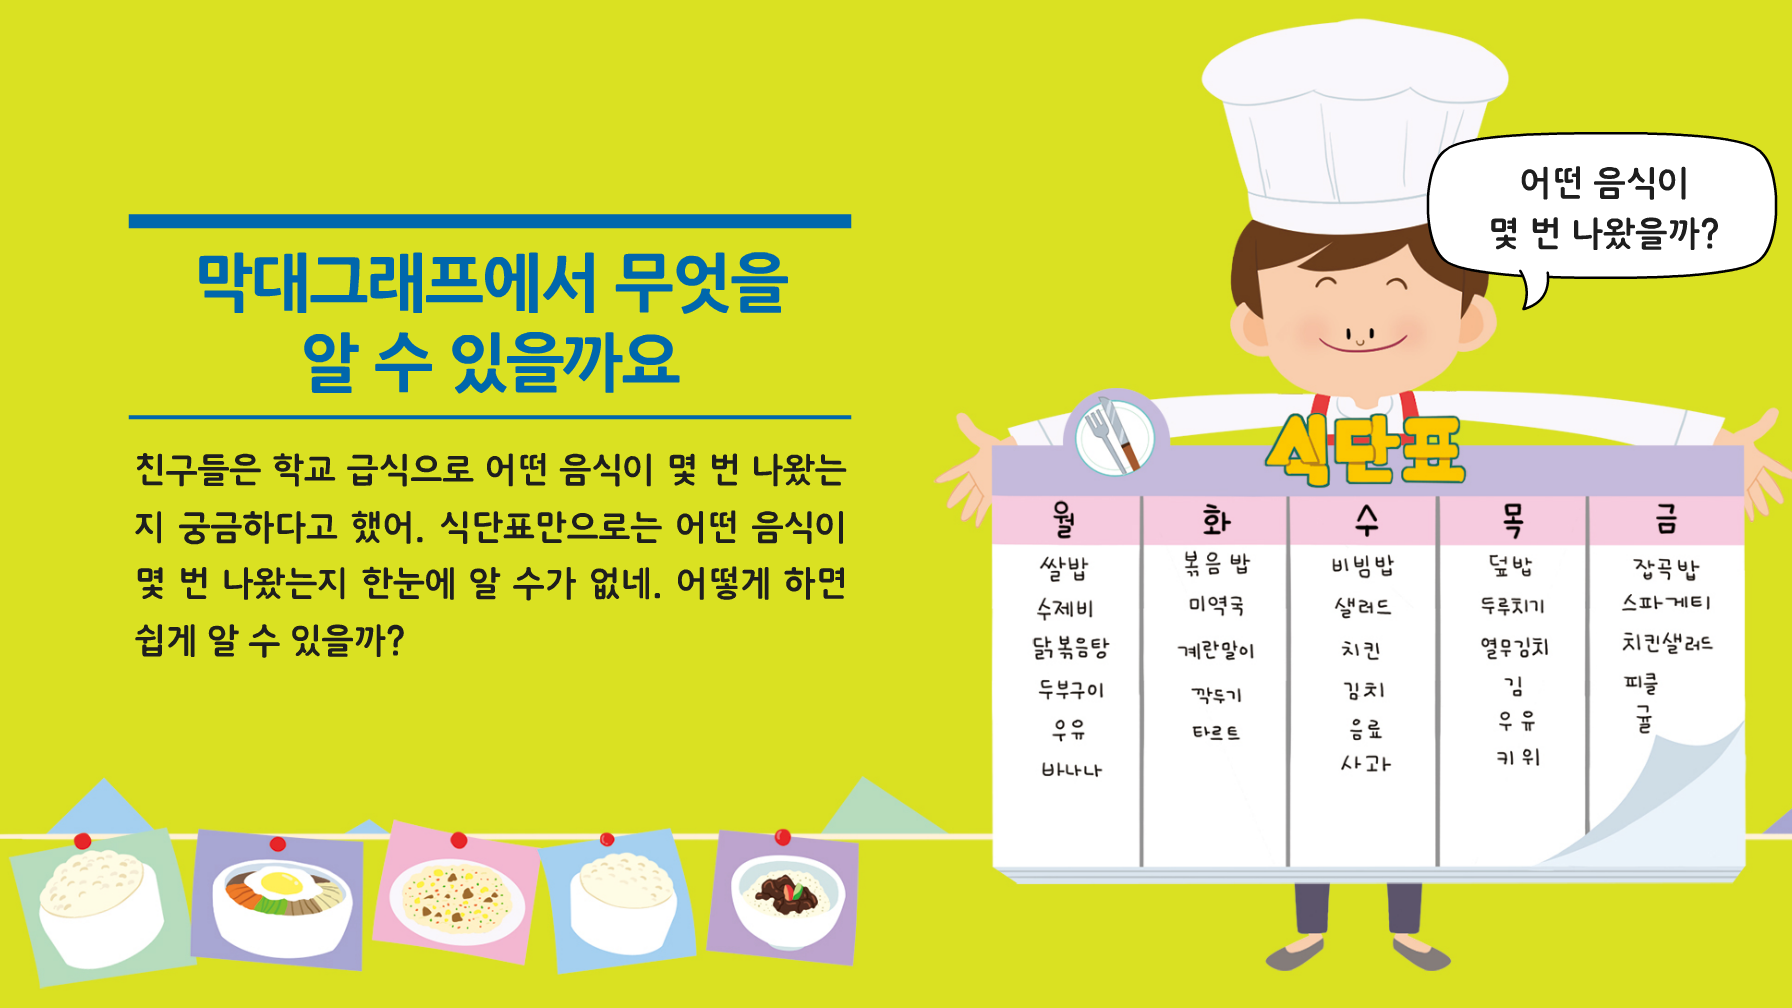 막대그래프에서 무엇을
알 수 있을까요
친구들은 학교 급식으로 어떤 음식이 몇 번 나왔는
지 궁금하다고 했어. 식단표만으로는 어떤 음식이
몇 번 나왔는지 한눈에 알 수가 없네. 어떻게 하면
쉽게 알 수 있을까?
어떤 음식이
몇 번 나왔을까?
식단표
월
쌀밥
수제비
닭볶음탕
두부구이
우유
바나나
화
볶음밥
미역국
계란말이
깍두기
타르트
수
비빔밥
샐러드
치킨
김치
음료
사과
목
덮밥
두루치기
열무김치
김
우유
키위
금
잡곡밥
스파게티
치킨샐러드
피클
귤